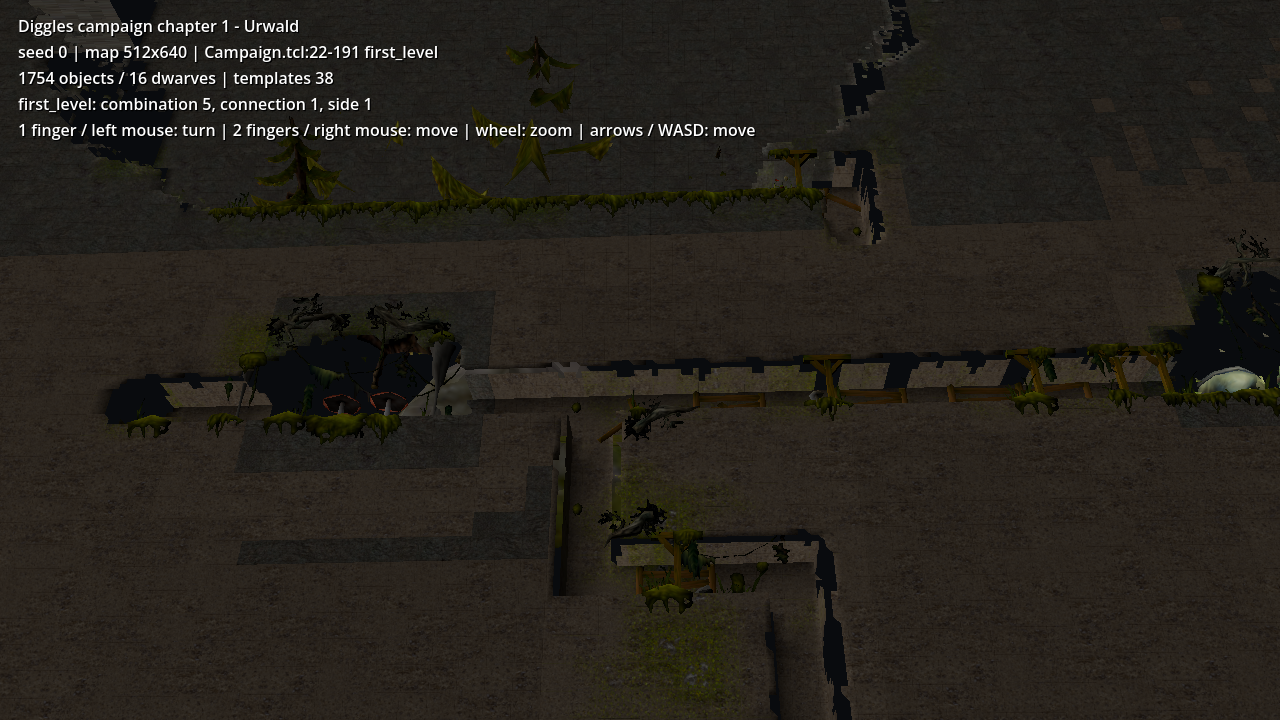 Diggles campaign chapter 1 - Urwald
seed 0 | map 512x640 | Campaign.tcl:22-191 first_level
1754 objects / 16 dwarves | templates 38
first_level: combination 5, connection 1, side 1
1 finger / left mouse: turn | 2 fingers / right mouse: move | wheel: zoom | arrows / WASD: move